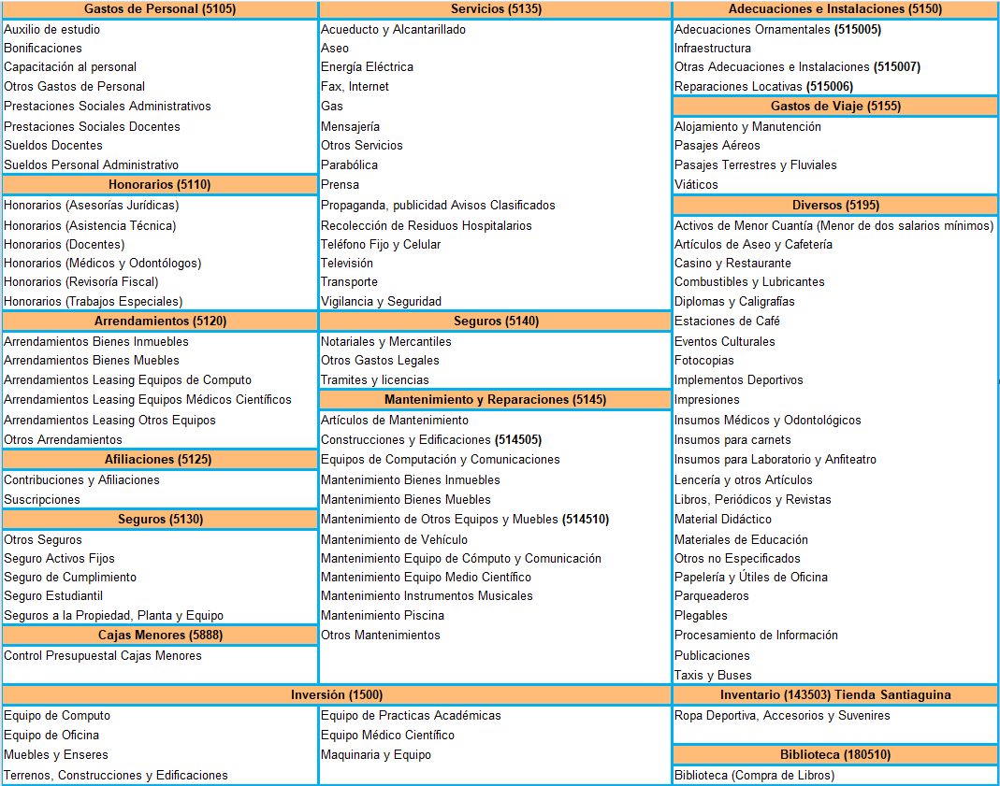 Gastos de Personal (5105)
Auxilio de estudio
Bonificaciones
Capacitación al personal
Otros Gastos de Personal
Prestaciones Sociales Administrativos
Prestaciones Sociales Docentes
Sueldos Docentes
Sueldos Personal Administrativo
Honorarios (5110)
Honorarios (Asesorías Jurídicas)
Honorarios (Asistencia Técnica)
Honorarios (Docentes)
Honorarios (Médicos y Odontólogos)
Honorarios (Revisoría Fiscal)
Honorarios (Trabajos Especiales)
Arrendamientos (5120)
Arrendamientos Bienes Inmuebles
Arrendamientos Bienes Muebles
Arrendamientos Leasing Equipos de Computo
Arrendamientos Leasing Equipos Médicos Científicos
Arrendamientos Leasing Otros Equipos
Otros Arrendamientos
Afiliaciones (5125)
Contribuciones y Afiliaciones
Suscripciones
Seguros (5130)
Otros Seguros
Seguro Activos Fijos
Seguro de Cumplimiento
Seguro Estudiantil
Seguros a la Propiedad, Planta y Equipo
Cajas Menores (5888)
Control Presupuestal Cajas Menores
Servicios (5135)
Acueducto y Alcantarillado
Aseo
Energía Eléctrica
Fax, Internet
Gas
Mensajería
Otros Servicios
Parabólica
Prensa
Propaganda, publicidad Avisos Clasificados
Recolección de Residuos Hospitalarios
Teléfono Fijo y Celular
Televisión
Transporte
Vigilancia y Seguridad
Seguros (5140)
Notariales y Mercantiles
Otros Gastos Legales
Tramites y licencias
Mantenimiento y Reparaciones (5145)
Artículos de Mantenimiento
Construcciones y Edificaciones (514505)
Equipos de Computación y Comunicaciones
Mantenimiento Bienes Inmuebles
Mantenimiento Bienes Muebles
Mantenimiento de Otros Equipos y Muebles (514510)
Mantenimiento de Vehículo
Mantenimiento Equipo de Cómputo y Comunicación
Mantenimiento Equipo Medio Científico
Mantenimiento Instrumentos Musicales
Mantenimiento Piscina
Otros Mantenimientos
Adecuaciones e Instalaciones (5150)
Adecuaciones Ornamentales (515005)
Infraestructura
Otras Adecuaciones e Instalaciones (515007)
Reparaciones Locativas (515006)
Gastos de Viaje (5155)
Alojamiento y Manutención
Pasajes Aéreos
Pasajes Terrestres y Fluviales
Viáticos
Diversos (5195)
Activos de Menor Cuantía (Menor de dos salarios mínimos)
Artículos de Aseo y Cafetería
Casino y Restaurante
Combustibles y Lubricantes
Diplomas y Caligrafías
Estaciones de Café
Eventos Culturales
Fotocopias
Implementos Deportivos
Impresiones
Insumos Médicos y Odontológicos
Insumos para carnets
Insumos para Laboratorio y Anfiteatro
Lencería y otros Artículos
Libros, Periódicos y Revistas
Material Didáctico
Materiales de Educación
Otros no Especificados
Papelería y Útiles de Oficina
Parqueaderos
Plegables
Procesamiento de Información
Publicaciones
Taxis y Buses
Inversión (1500)
Equipo de Computo
Equipo de Oficina
Muebles y Enseres
Terrenos, Construcciones y Edificaciones
Equipo de Practicas Académicas
Equipo Médico Científico
Maquinaria y Equipo
Inventario (143503) Tienda Santiaguina
Ropa Deportiva, Accesorios y Suvenires
Biblioteca (180510)
Biblioteca (Compra de Libros)